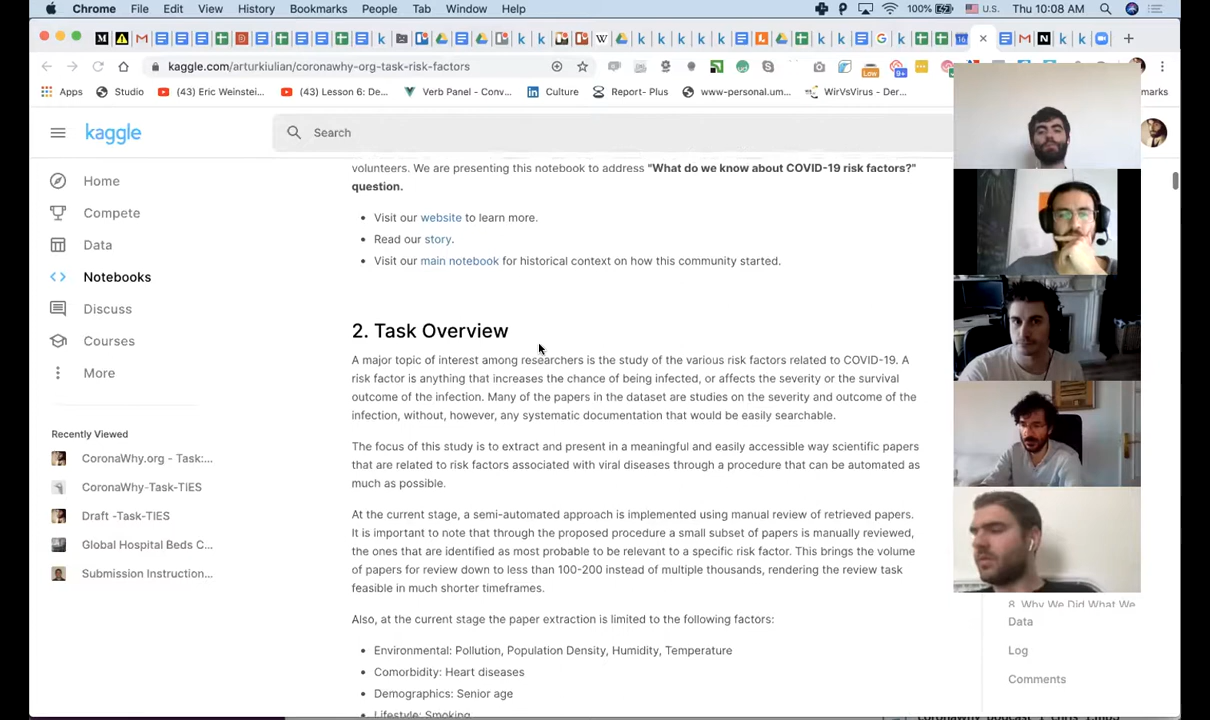 Chrome File Edit View History Bookmarks People Tab Window Help 100% U.S. Thu 10:08 AM
kaggle.com/arturkiulian/coronawhy-org-task-risk-factors
Low 9+
Apps Studio (43) Eric Weinstei... (43) Lesson 6: De... Verb Panel - Conv... Culture Report- Plus www-personal.um... WirVsVirus - Der...
kaggle
Search
Home
Compete
Data
Notebooks
Discuss
Courses
More
Recently Viewed
CoronaWhy.org - Task:...
CoronaWhy-Task-TIES
Draft -Task-TIES
Global Hospital Beds C...
Submission Instruction...
volunteers. We are presenting this notebook to address "What do we know about COVID-19 risk factors?"
question.
• Visit our website to learn more.
• Read our story.
• Visit our main notebook for historical context on how this community started.
2. Task Overview
A major topic of interest among researchers is the study of the various risk factors related to COVID-19. A
risk factor is anything that increases the chance of being infected, or affects the severity or the survival
outcome of the infection. Many of the papers in the dataset are studies on the severity and outcome of the
infection, without, however, any systematic documentation that would be easily searchable.
The focus of this study is to extract and present in a meaningful and easily accessible way scientific papers
that are related to risk factors associated with viral diseases through a procedure that can be automated as
much as possible.
At the current stage, a semi-automated approach is implemented using manual review of retrieved papers.
It is important to note that through the proposed procedure a small subset of papers is manually reviewed,
the ones that are identified as most probable to be relevant to a specific risk factor. This brings the volume
of papers for review down to less than 100-200 instead of multiple thousands, rendering the review task
feasible in much shorter timeframes.
Also, at the current stage the paper extraction is limited to the following factors:
• Environmental: Pollution, Population Density, Humidity, Temperature
• Comorbidity: Heart diseases
• Demographics: Senior age
• Lifestyle: Smoking
8. Why We Did What We
Data
Log
Comments